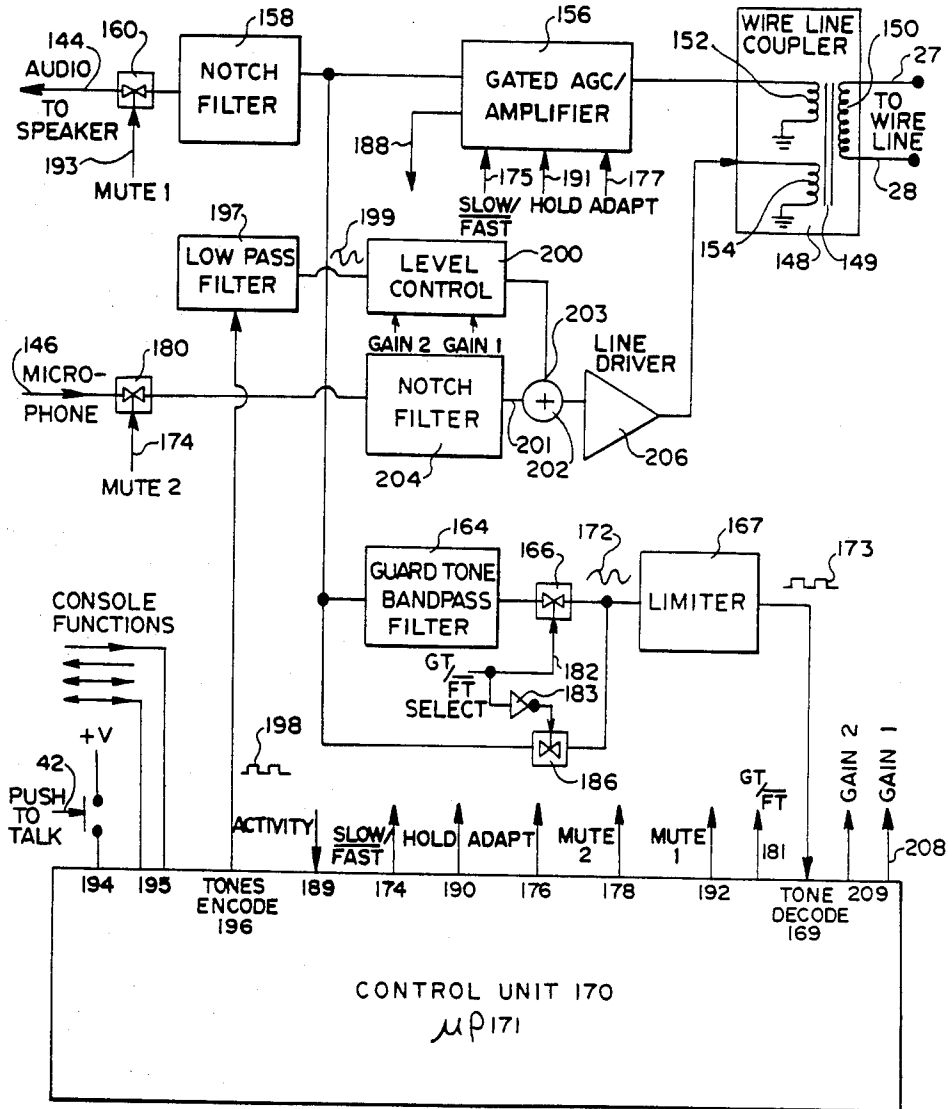 158
160
144
AUDIO
TO
SPEAKER
193
MUTE 1
NOTCH
FILTER
156
GATED AGC/
AMPLIFIER
188
175
191
177
SLOW/
FAST
HOLD
ADAPT
WIRE LINE
COUPLER
152
150
27
TO
WIRE
LINE
28
154
148
149
197
LOW PASS
FILTER
199
200
LEVEL
CONTROL
GAIN 2
GAIN 1
203
LINE
DRIVER
146
MICRO-
PHONE
180
174
MUTE 2
NOTCH
FILTER
204
201
+
202
206
164
GUARD TONE
BANDPASS
FILTER
166
172
167
LIMITER
173
182
GT/
FT
SELECT
183
186
CONSOLE
FUNCTIONS
+V
42
PUSH
TO
TALK
198
ACTIVITY
SLOW/
FAST
HOLD
ADAPT
MUTE
2
MUTE
1
GT/
FT
181
GAIN 2
GAIN 1
208
194
195
TONES
ENCODE
196
189
174
190
176
178
192
TONE
DECODE
169
209
CONTROL UNIT 170
μP 171